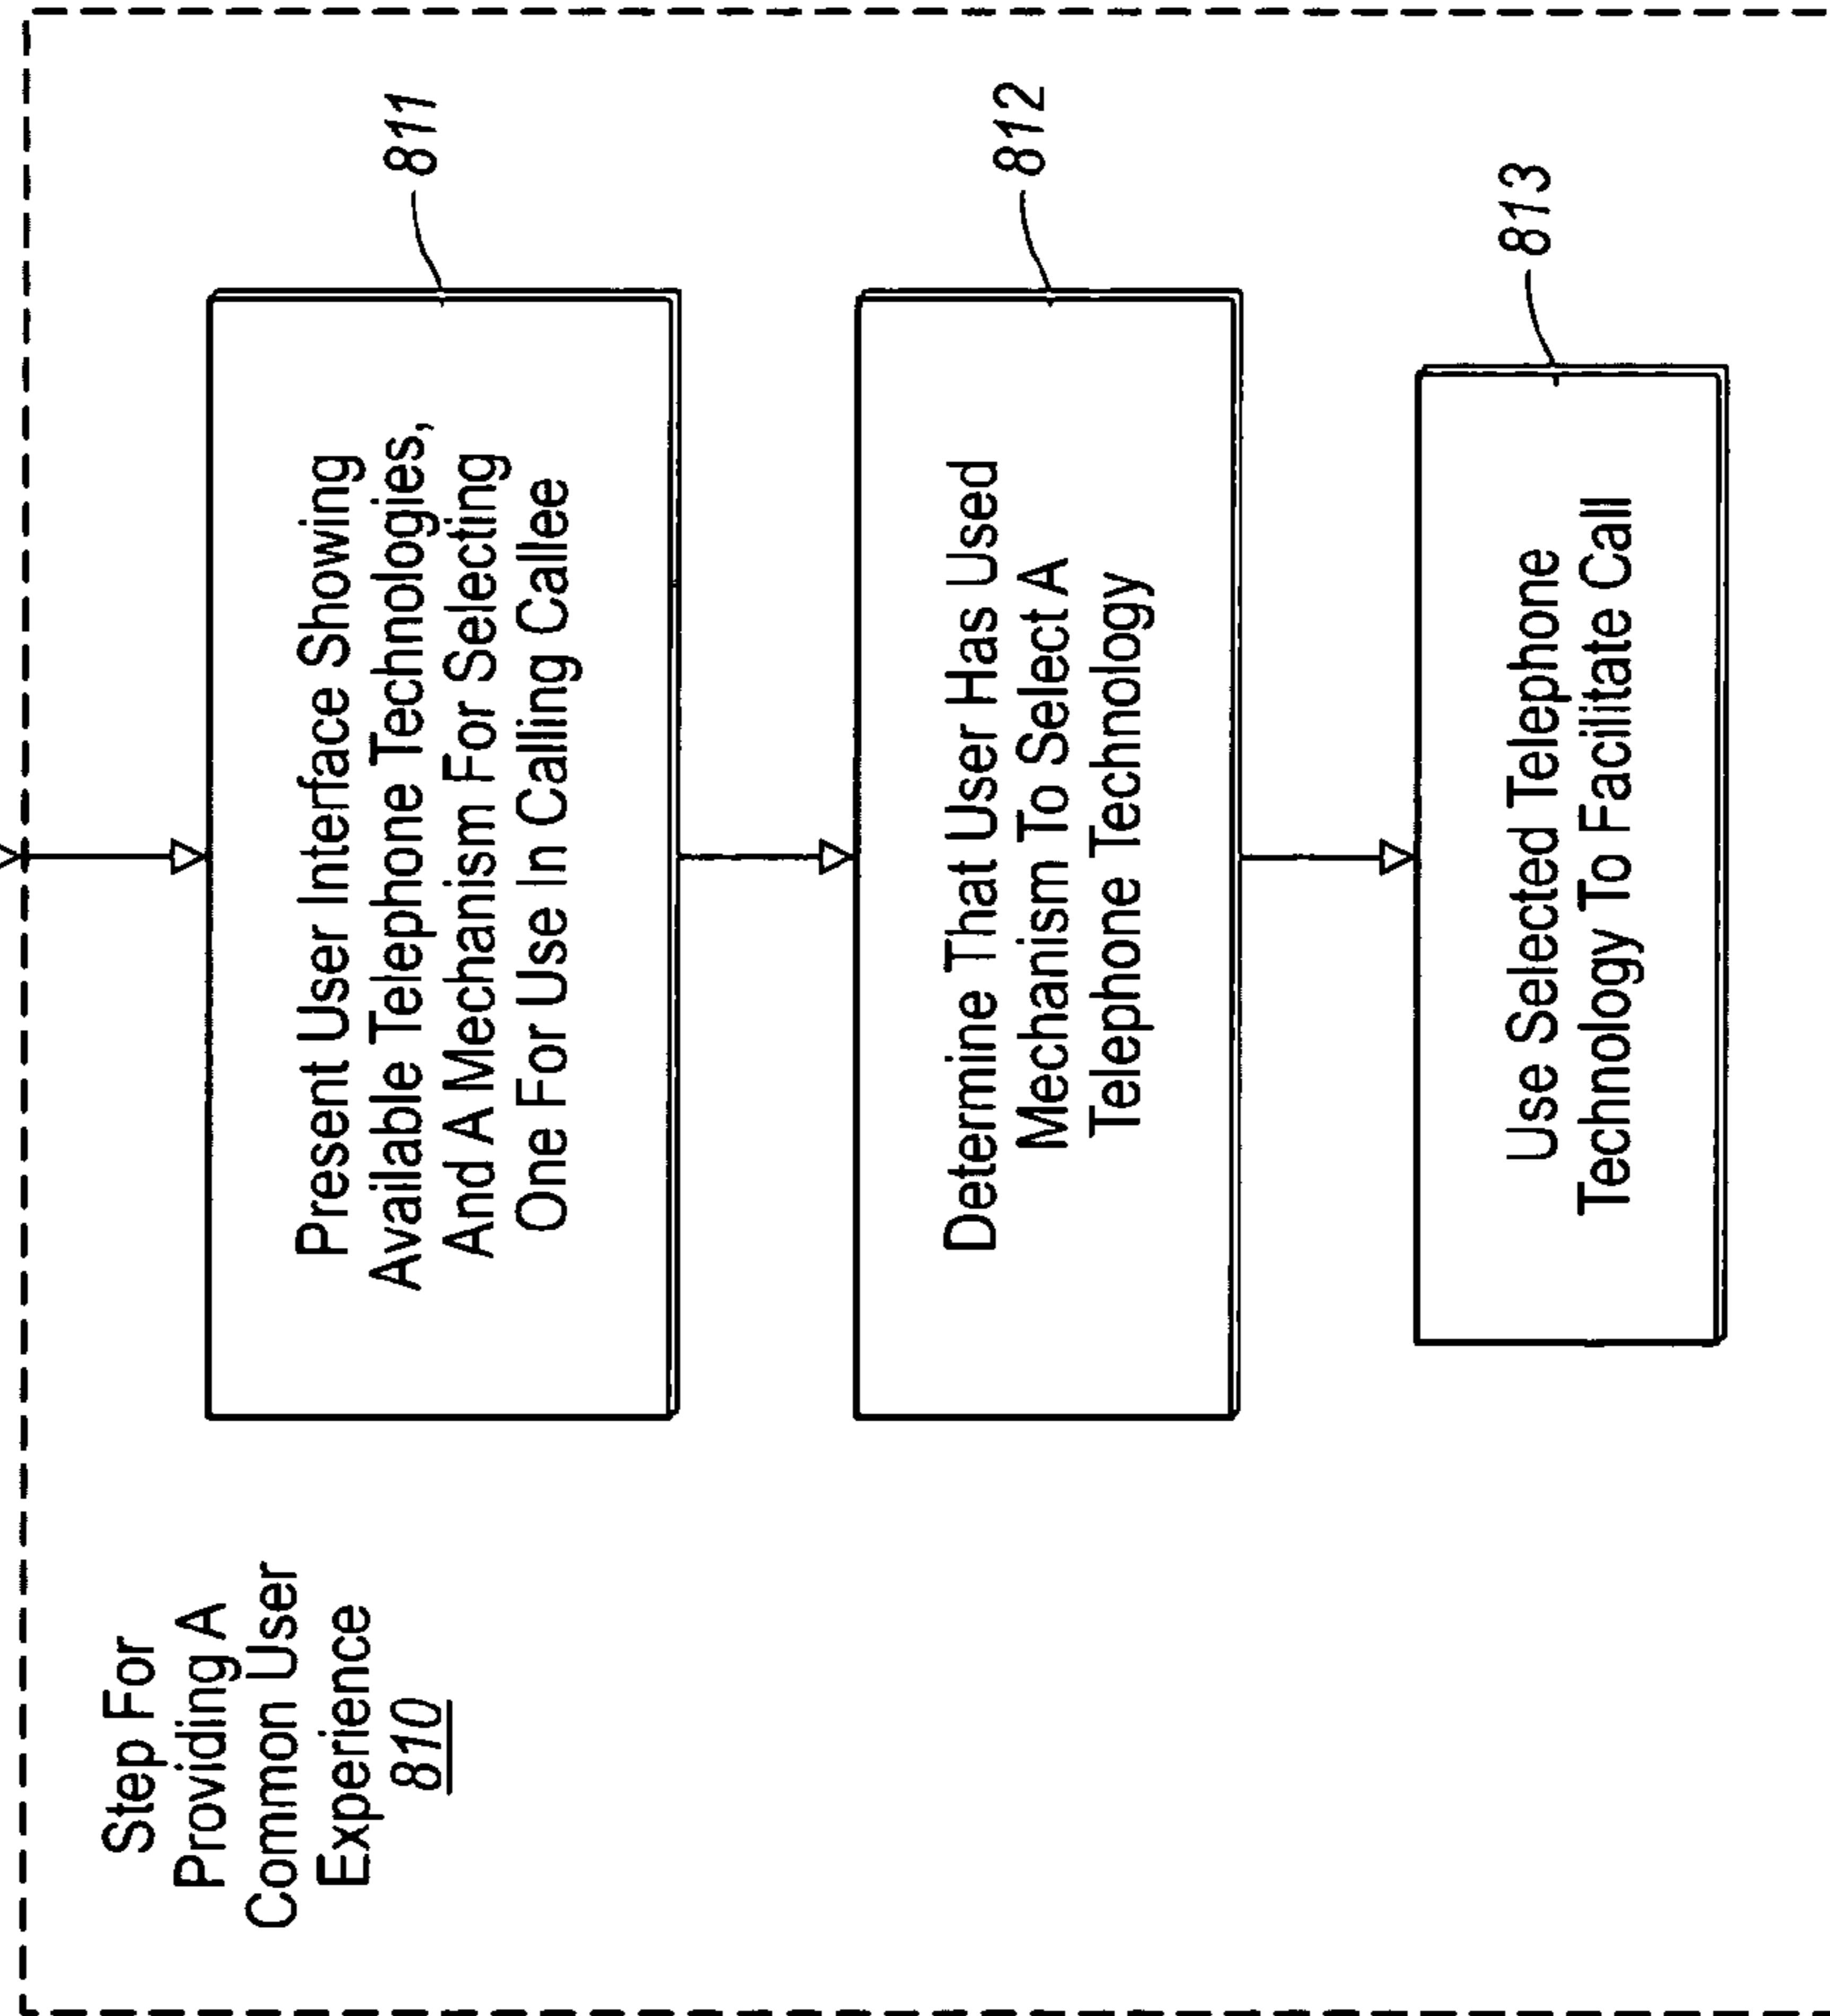 Step For
Providing A
Common User
Experience
810
Present User Interface Showing
Available Telephone Technologies,
And A Mechanism For Selecting
One For Use In Calling Callee
811
Determine That User Has Used
Mechanism To Select A
Telephone Technology
812
Use Selected Telephone
Technology To Facilitate Call
813